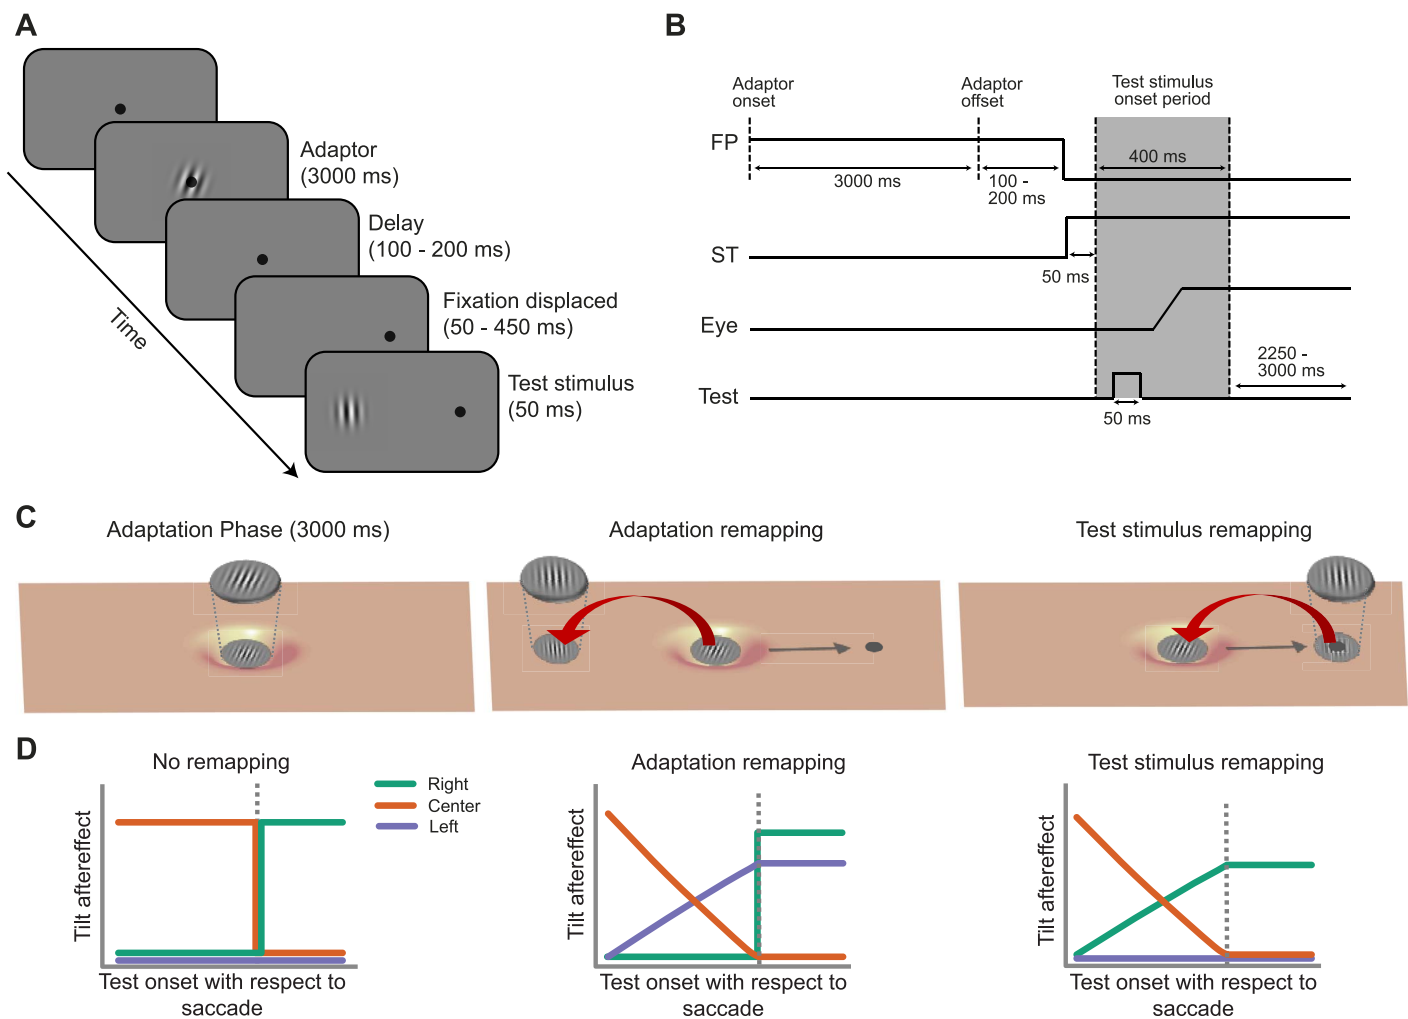 A
Adaptor
(3000 ms)
Delay
(100 - 200 ms)
Fixation displaced
(50 - 450 ms)
Test stimulus
(50 ms)
Time
B
Adaptor
onset
Adaptor
offset
Test stimulus
onset period
FP
3000 ms
100 -
200 ms
400 ms
ST
50 ms
Eye
2250 -
3000 ms
Test
50 ms
C
Adaptation Phase (3000 ms)
Adaptation remapping
Test stimulus remapping
D
No remapping
Tilt aftereffect
Test onset with respect to
saccade
Right
Center
Left
Adaptation remapping
Tilt aftereffect
Test onset with respect to
saccade
Test stimulus remapping
Tilt aftereffect
Test onset with respect to
saccade